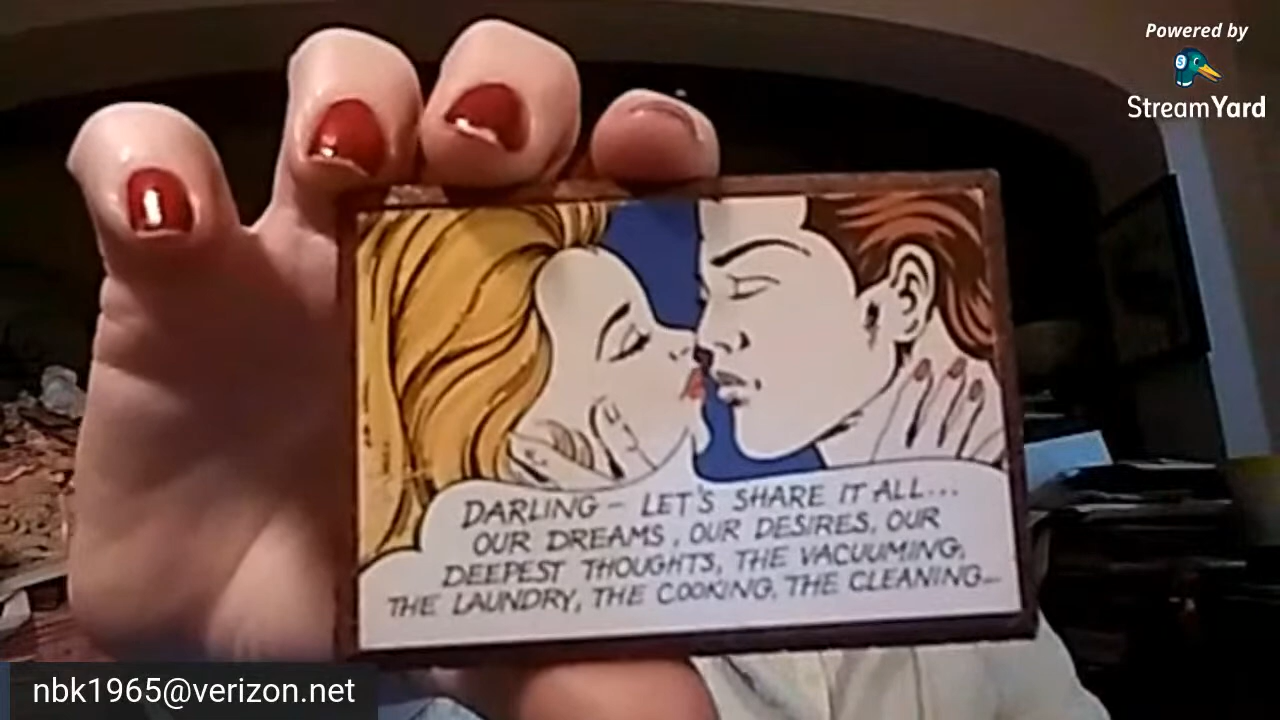 Powered by
StreamYard
DARLING – LET'S SHARE IT ALL...
OUR DREAMS, OUR DESIRES, OUR
DEEPEST THOUGHTS, THE VACUUMING,
THE LAUNDRY, THE COOKING, THE CLEANING–
nbk1965@verizon.net